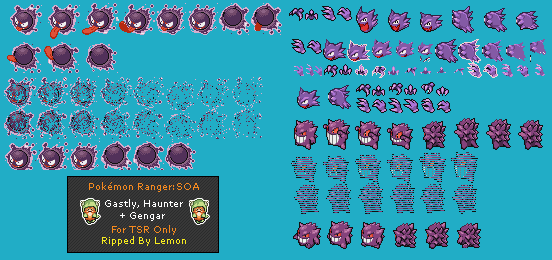 Pokémon Ranger:SOA
Gastly, Haunter
+ Gengar
For TSR Only
Ripped By Lemon